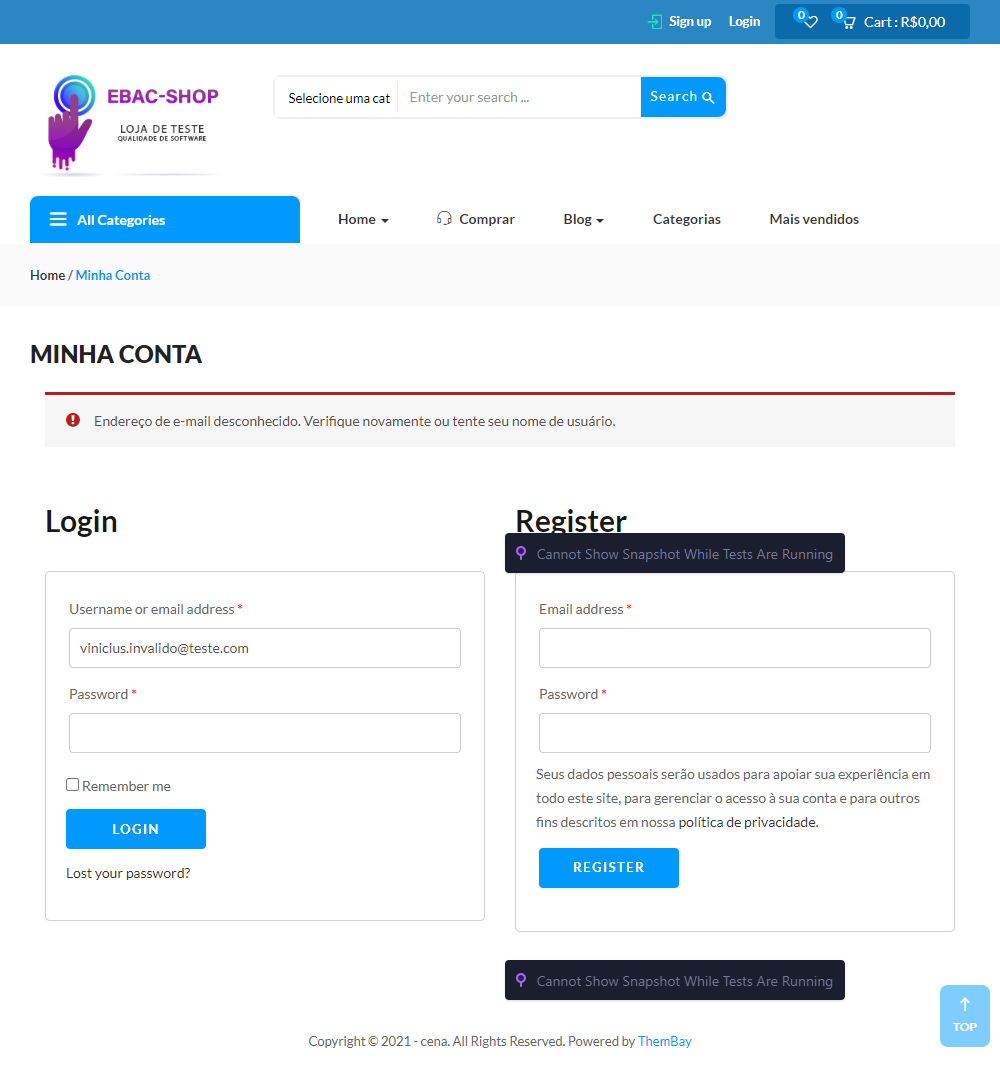 Sign up Login 0 0 Cart : R$0,00
EBAC-SHOP
LOJA DE TESTE
QUALIDADE DE SOFTWARE
Selecione uma cat Enter your search ... Search
All Categories Home Comprar Blog Categorias Mais vendidos
Home / Minha Conta
MINHA CONTA
Endereço de e-mail desconhecido. Verifique novamente ou tente seu nome de usuário.
Login
Username or email address *
vinicius.invalido@teste.com
Password *
Remember me
LOGIN
Lost your password?
Register
Cannot Show Snapshot While Tests Are Running
Email address *
Password *
Seus dados pessoais serão usados para apoiar sua experiência em
todo este site, para gerenciar o acesso à sua conta e para outros
fins descritos em nossa política de privacidade.
REGISTER
Cannot Show Snapshot While Tests Are Running
TOP
Copyright © 2021 - cena. All Rights Reserved. Powered by ThemBay